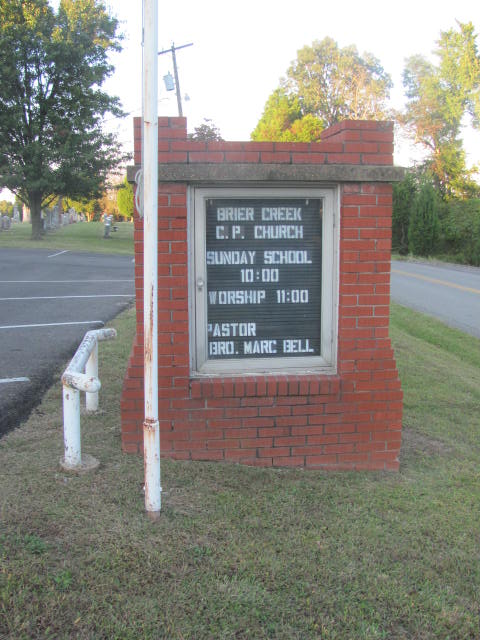 BRIER CREEK
C. P. CHURCH
SUNDAY SCHOOL
10:00
WORSHIP 11:00
PASTOR
BRO. MARC BELL